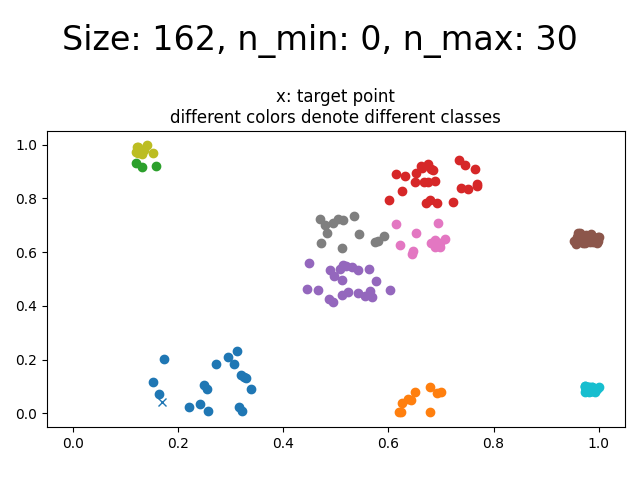 Size: 162, n_min: 0, n_max: 30
x: target point
different colors denote different classes
1.0
0.8
0.6
0.4
0.2
0.0
0.0 0.2 0.4 0.6 0.8 1.0